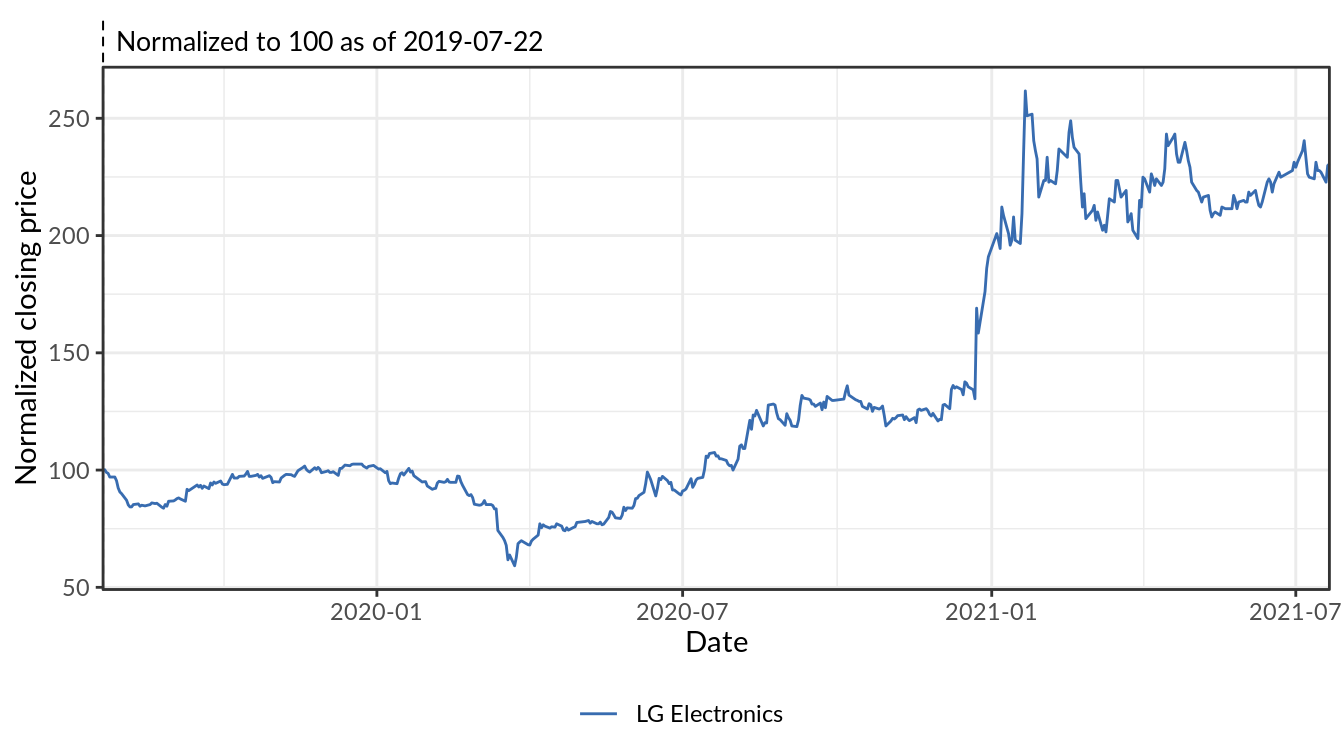 Normalized to 100 as of 2019-07-22
Normalized closing price
250
200
150
100
50
2020-01
2020-07
2021-01
2021-07
Date
LG Electronics